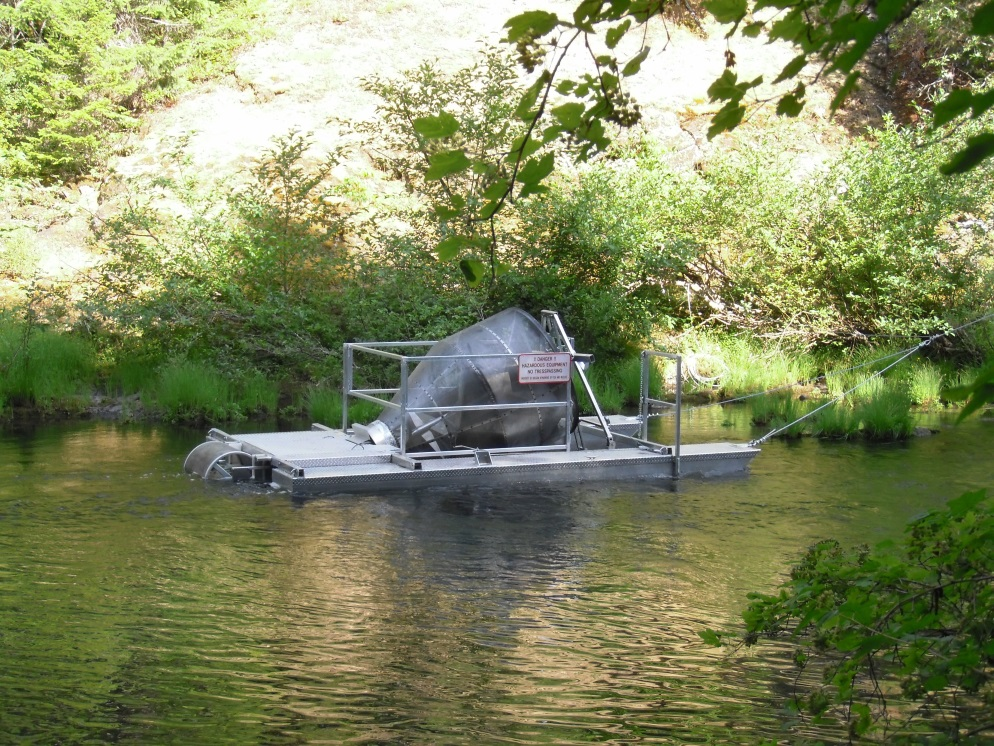 ! DANGER !
HAZARDOUS EQUIPMENT
NO TRESPASSING